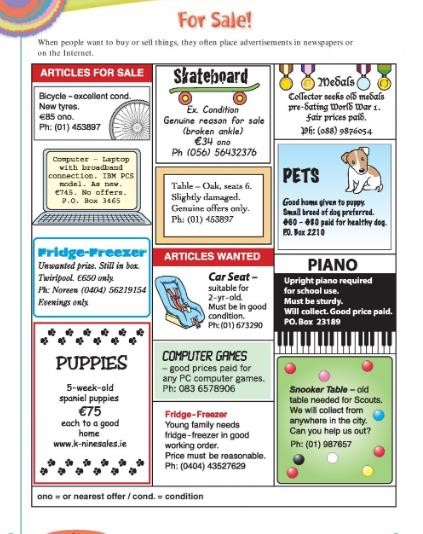 For Sale!
When people want to buy or sell things, they often place advertisements in newspapers or
on the Internet.
ARTICLES FOR SALE
Bicycle – excellent cond.
New tyres.
€85 ono.
Ph: (01) 453897
Computer – Laptop
with broadband
connection. IBM PCS
model. As new.
€745. No offers.
P.O. Box 3465
Fridge-Freezer
Unwanted prize. Still in box.
Twirlpool. €650 only.
Ph: Noreen (0404) 56219154
Evenings only.
PUPPIES
5-week-old
spaniel puppies
€75
each to a good
home
www.k-ninesales.ie
Skateboard
Ex. Condition
Genuine reason for sale
(broken ankle)
€34 ono
Ph (056) 56432376
Table – Oak, seats 6.
Slightly damaged.
Genuine offers only.
Ph: (01) 453897
ARTICLES WANTED
Car Seat –
suitable for
2-yr-old.
Must be in good
condition.
Ph: (01) 673290
COMPUTER GAMES
– good prices paid for
any PC computer games.
Ph: 083 6578906
Fridge-Freezer
Young family needs
fridge-freezer in good
working order.
Price must be reasonable.
Ph: (0404) 43527629
Medals
Collector seeks old medals
pre-dating World War 1.
Fair prices paid.
Ph: (088) 9876054
PETS
Good home given to puppy.
Small breed of dog preferred.
€60 – €80 paid for healthy dog.
P.O. Box 2210
PIANO
Upright piano required
for school use.
Must be sturdy.
Will collect. Good price paid.
P.O. Box 23189
Snooker Table – old
table needed for Scouts.
We will collect from
anywhere in the city.
Can you help us out?
Ph: (01) 987657
ono = or nearest offer / cond. = condition